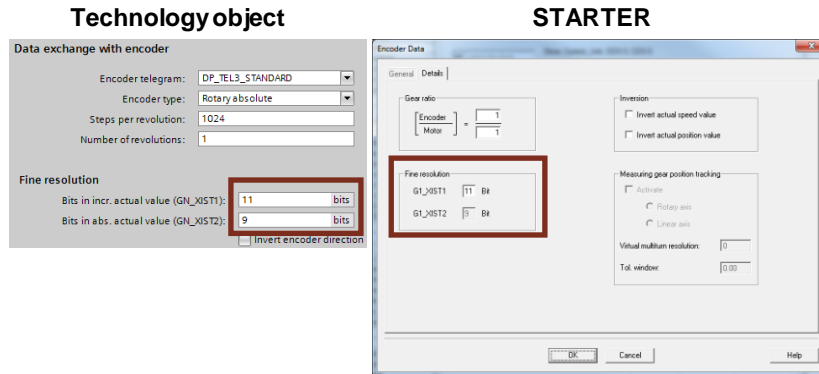 Technology object
STARTER
Data exchange with encoder
Encoder telegram: DP_TEL3_STANDARD
Encoder type: Rotary absolute
Steps per revolution: 1024
Number of revolutions: 1
Fine resolution
Bits in incr. actual value (GN_XIST1): 11 bits
Bits in abs. actual value (GN_XIST2): 9 bits
Invert encoder direction
Encoder Data
General Details
Gear ratio
Encoder
Motor
=
1
1
Inversion
Invert actual speed value
Invert actual position value
Fine resolution
G1_XIST1 11 Bit
G1_XIST2 9 Bit
Measuring gear position tracking
Activate
Rotary axis
Linear axis
Virtual multiturn resolution: 0
Tol. window: 0.00
OK Cancel Help